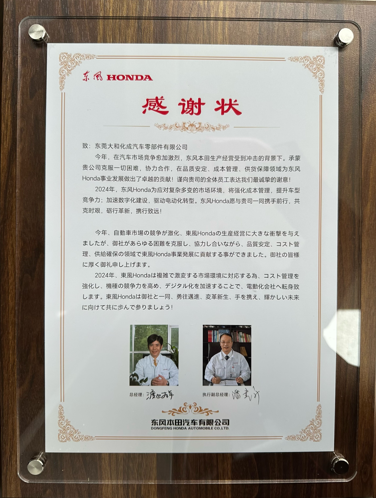 东风 HONDA
感谢状
致：东莞大和化成汽车零部件有限公司
今年，在汽车市场竞争愈加激烈，东风本田生产经营受到冲击的背景下，承蒙
贵公司克服一切困难，协力合作，在品质安定、成本管理、供货保障领域为东风
Honda事业发展做出了卓越的贡献！谨向贵司的全体员工表达我们最诚挚的谢意！
2024年，东风Honda为应对复杂多变的市场环境，将强化成本管理，提升车型
竞争力，加速数字化建设，驱动电动化转型。东风Honda愿与贵司一同携手前行，共
克时艰、砺行革新、携行致远！
今年、自動車市場の競争が激化、東風Hondaの生産経営に大きな衝撃を与え
ましたが、御社があらゆる困難を克服し、協力し合いながら、品質安定、コスト管
理、供給確保の領域で東風Honda事業発展に貢献する事ができました。御社の皆様
に厚く御礼申し上げます。
2024年、東風Hondaは複雑で激変する市場環境に対応する為、コスト管理を
強化し、機種の競争力を高め、デジタル化を加速することで、電動化会社へ転身致
します。東風Hondaは御社と一同、勇往邁進、変革新生、手を携え、輝かしい未来
に向けて共に歩んで参りましょう！
总经理：
执行副总经理：
东风本田汽车有限公司
DONGFENG HONDA AUTOMOBILE CO.,LTD.